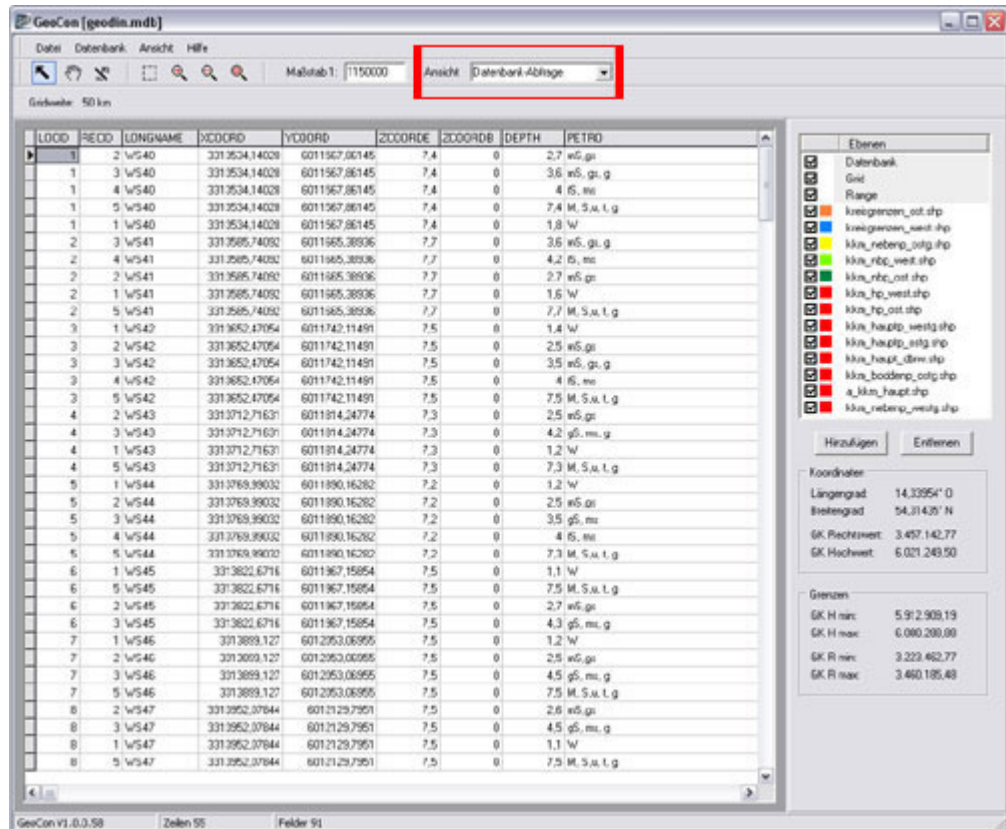 GeoCon [geodin.mdb]
Datei Datenbank Ansicht Hilfe
Maßstab 1: 1150000 Ansicht Datenbank-Abfrage
Gridweite: 50 km
LOCID RECID LONGNAME XCOORD YCOORD ZCOORDE ZCOORDB DEPTH PETRO
1 2 WS40 3313534,14028 6011567,86145 7,4 0 2,7 mS,gs
1 3 WS40 3313534,14028 6011567,86145 7,4 0 3,6 mS, gs, g
1 4 WS40 3313534,14028 6011567,86145 7,4 0 4 fS, ms
1 5 WS40 3313534,14028 6011567,86145 7,4 0 7,4 M, S,u, t, g
1 1 WS40 3313534,14028 6011567,86145 7,4 0 1,8 W
2 3 WS41 3313585,74092 6011665,38936 7,7 0 3,6 mS, gs, g
2 4 WS41 3313585,74092 6011665,38936 7,7 0 4,2 fS, ms
2 2 WS41 3313585,74092 6011665,38936 7,7 0 2,7 mS,gs
2 1 WS41 3313585,74092 6011665,38936 7,7 0 1,6 W
2 5 WS41 3313585,74092 6011665,38936 7,7 0 7,7 M, S,u, t, g
3 1 WS42 3313652,47054 6011742,11491 7,5 0 1,4 W
3 2 WS42 3313652,47054 6011742,11491 7,5 0 2,5 mS,gs
3 3 WS42 3313652,47054 6011742,11491 7,5 0 3,5 mS, gs, g
3 4 WS42 3313652,47054 6011742,11491 7,5 0 4 fS, ms
3 5 WS42 3313652,47054 6011742,11491 7,5 0 7,5 M, S,u, t, g
4 2 WS43 3313712,71631 6011814,24774 7,3 0 2,5 mS,gs
4 3 WS43 3313712,71631 6011814,24774 7,3 0 4,2 gS, ms, g
4 1 WS43 3313712,71631 6011814,24774 7,3 0 1,2 W
4 5 WS43 3313712,71631 6011814,24774 7,3 0 7,3 M, S,u, t, g
5 1 WS44 3313769,99032 6011890,16282 7,2 0 1,2 W
5 2 WS44 3313769,99032 6011890,16282 7,2 0 2,5 mS,gs
5 3 WS44 3313769,99032 6011890,16282 7,2 0 3,5 gS, ms
5 4 WS44 3313769,99032 6011890,16282 7,2 0 4 fS, ms
5 5 WS44 3313769,99032 6011890,16282 7,2 0 7,3 M, S,u, t, g
6 1 WS45 3313822,6716 6011967,15854 7,5 0 1,1 W
6 5 WS45 3313822,6716 6011967,15854 7,5 0 7,5 M, S,u, t, g
6 2 WS45 3313822,6716 6011967,15854 7,5 0 2,7 mS,gs
6 3 WS45 3313822,6716 6011967,15854 7,5 0 4,3 gS, ms, g
7 1 WS46 3313899,127 6012053,06955 7,5 0 1,2 W
7 2 WS46 3313899,127 6012053,06955 7,5 0 2,5 mS,gs
7 3 WS46 3313899,127 6012053,06955 7,5 0 4,5 gS, ms, g
7 5 WS46 3313899,127 6012053,06955 7,5 0 7,5 M, S,u, t, g
8 2 WS47 3313952,07844 6012129,7951 7,5 0 2,6 mS,gs
8 3 WS47 3313952,07844 6012129,7951 7,5 0 4,5 gS, ms, g
8 1 WS47 3313952,07844 6012129,7951 7,5 0 1,1 W
8 5 WS47 3313952,07844 6012129,7951 7,5 0 7,5 M, S,u, t, g
Ebenen
Datenbank
Grid
Range
kreisgrenzen_ost.shp
kreisgrenzen_west.shp
kkm_nebenp_ostg.shp
kkm_nbp_west.shp
kkm_nbp_ost.shp
kkm_hp_west.shp
kkm_hp_ost.shp
kkm_hauptp_westg.shp
kkm_hauptp_ostg.shp
kkm_haupt_dbrw.shp
kkm_boddenp_ostg.shp
a_kkm_haupt.shp
kkm_nebenp_westg.shp
Hinzufügen Entfernen
Koordinaten
Längengrad: 14,33954° O
Breitengrad: 54,31435° N
GK Rechtswert: 3.457.142,77
GK Hochwert: 6.021.249,50
Grenzen
GK H min: 5.912.909,19
GK H max: 6.080.208,88
GK R min: 3.223.462,77
GK R max: 3.460.185,48
GeoCon V1.0.3.58 Zeilen 55 Felder 91